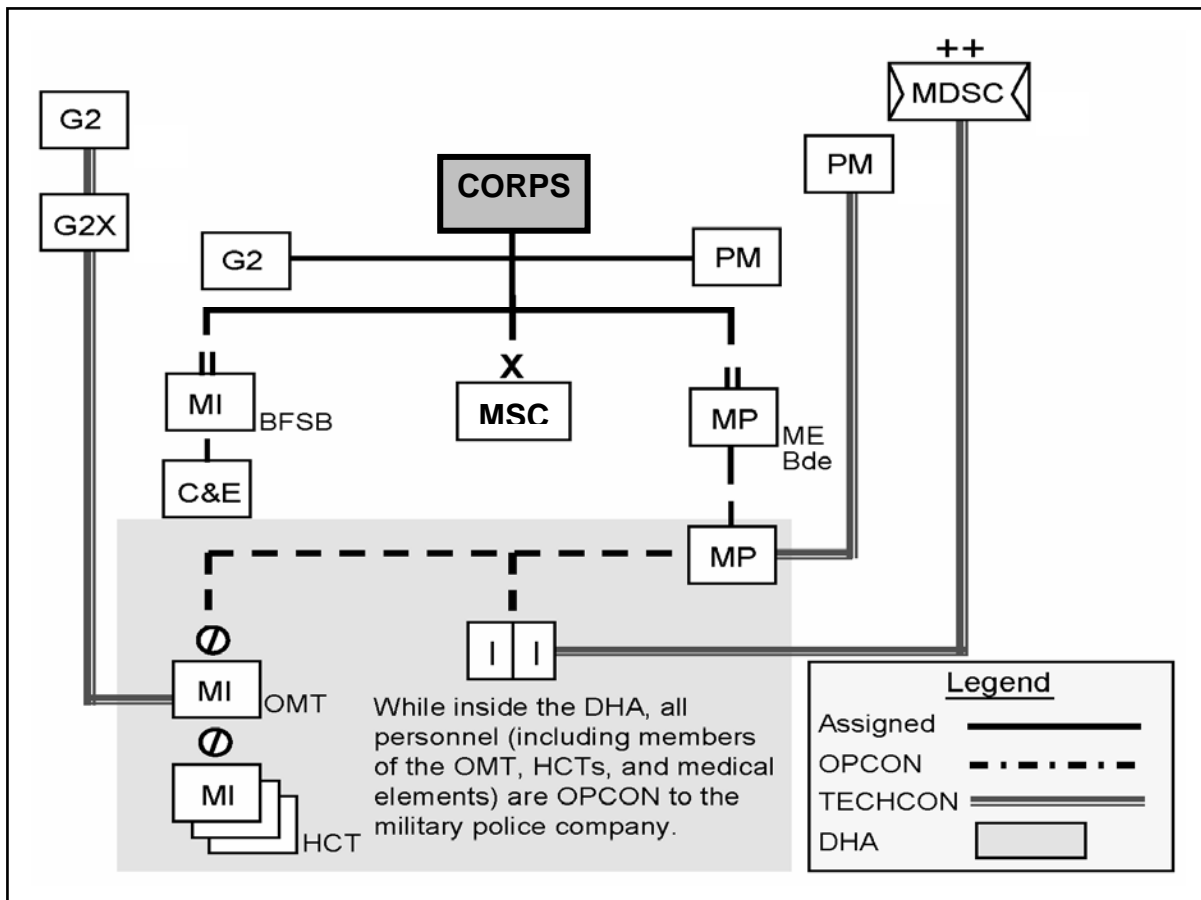 ++
MDSC
G2
PM
CORPS
G2X
G2
PM
X
MI
BFSB
MSC
MP
ME
Bde
C&E
MP
I I
MI
OMT
MI
HCT
While inside the DHA, all
personnel (including members
of the OMT, HCTs, and medical
elements) are OPCON to the
military police company.
Legend
Assigned
OPCON
TECHCON
DHA